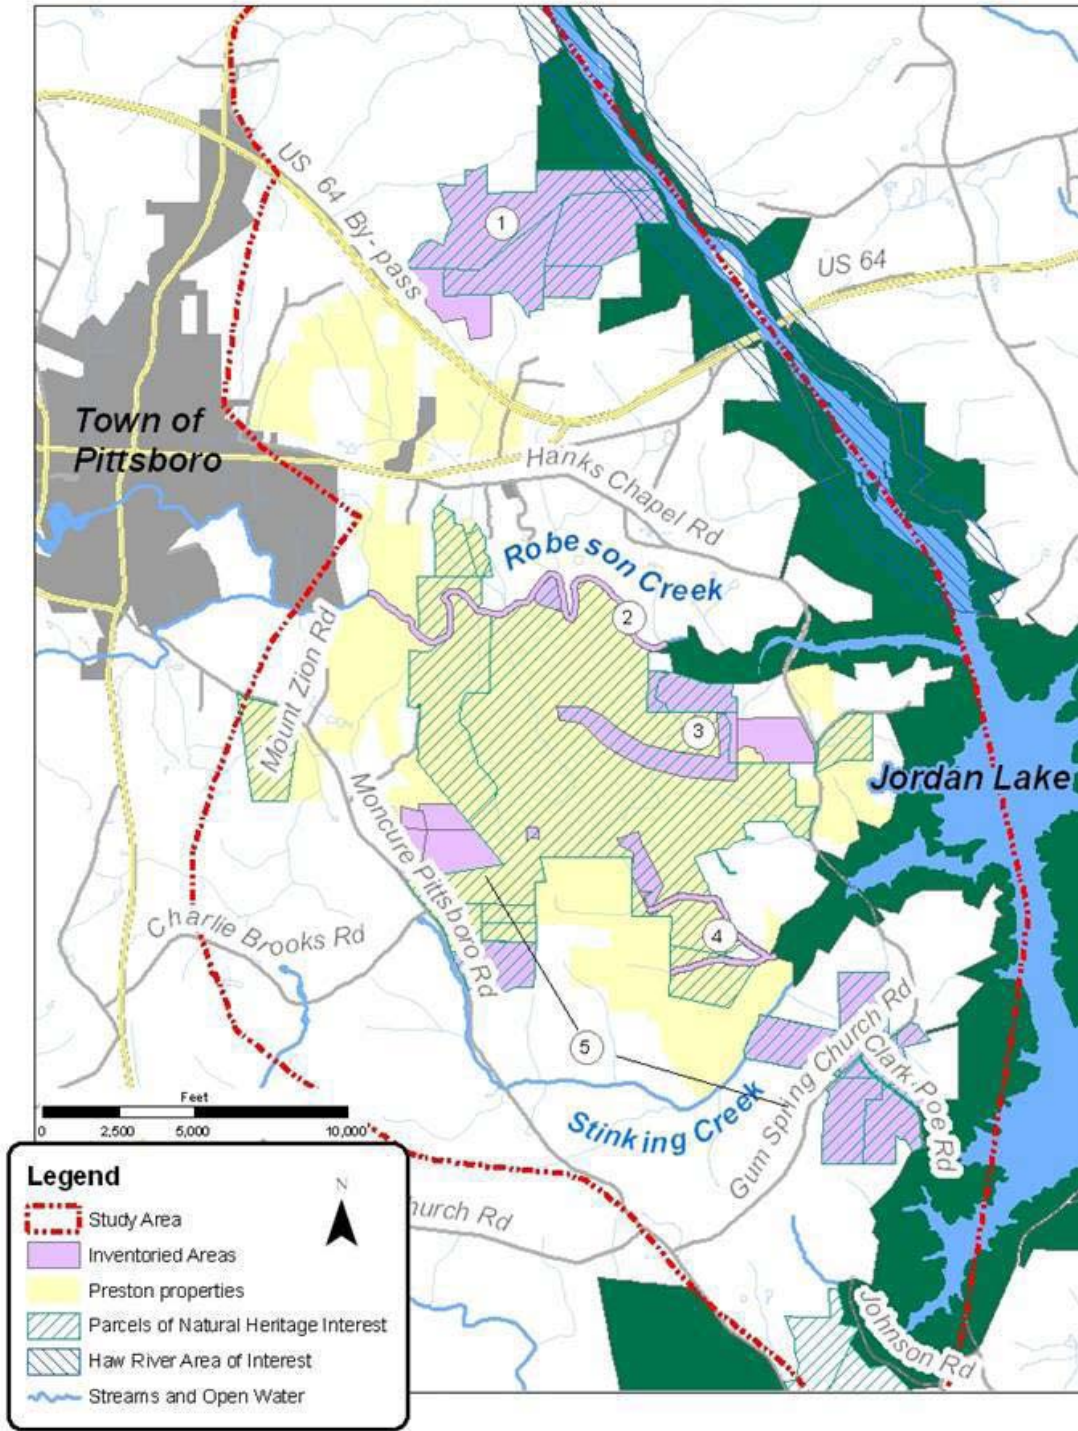 US 64 By-pass
1
US 64
Town of
Pittsboro
Hanks Chapel Rd
Robeson Creek
2
Mount Zion Rd
3
Jordan Lake
Moncure Pittsboro Rd
Charlie Brooks Rd
4
5
Gum Spring Church Rd
Clark Poe Rd
Stinking Creek
Feet
0 2,500 5,000 10,000
Legend
N
Study Area
Inventoried Areas
Preston properties
Parcels of Natural Heritage Interest
Haw River Area of Interest
Streams and Open Water
hurch Rd
Johnson Rd